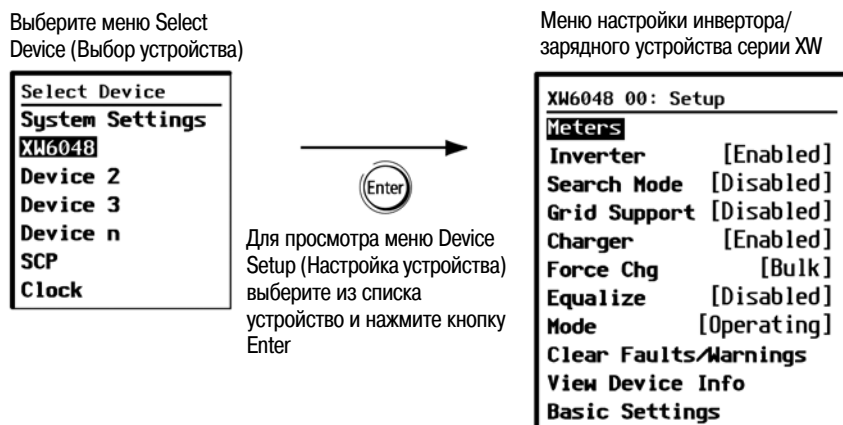 Выберите меню Select
Device (Выбор устройства)
Select Device
System Settings
XW6048
Device 2
Device 3
Device n
SCP
Clock
Enter
Для просмотра меню Device
Setup (Настройка устройства)
выберите из списка
устройство и нажмите кнопку
Enter
Меню настройки инвертора/
зарядного устройства серии XW
XW6048 00: Setup
Meters
Inverter [Enabled]
Search Mode [Disabled]
Grid Support [Disabled]
Charger [Enabled]
Force Chg [Bulk]
Equalize [Disabled]
Mode [Operating]
Clear Faults/Warnings
View Device Info
Basic Settings